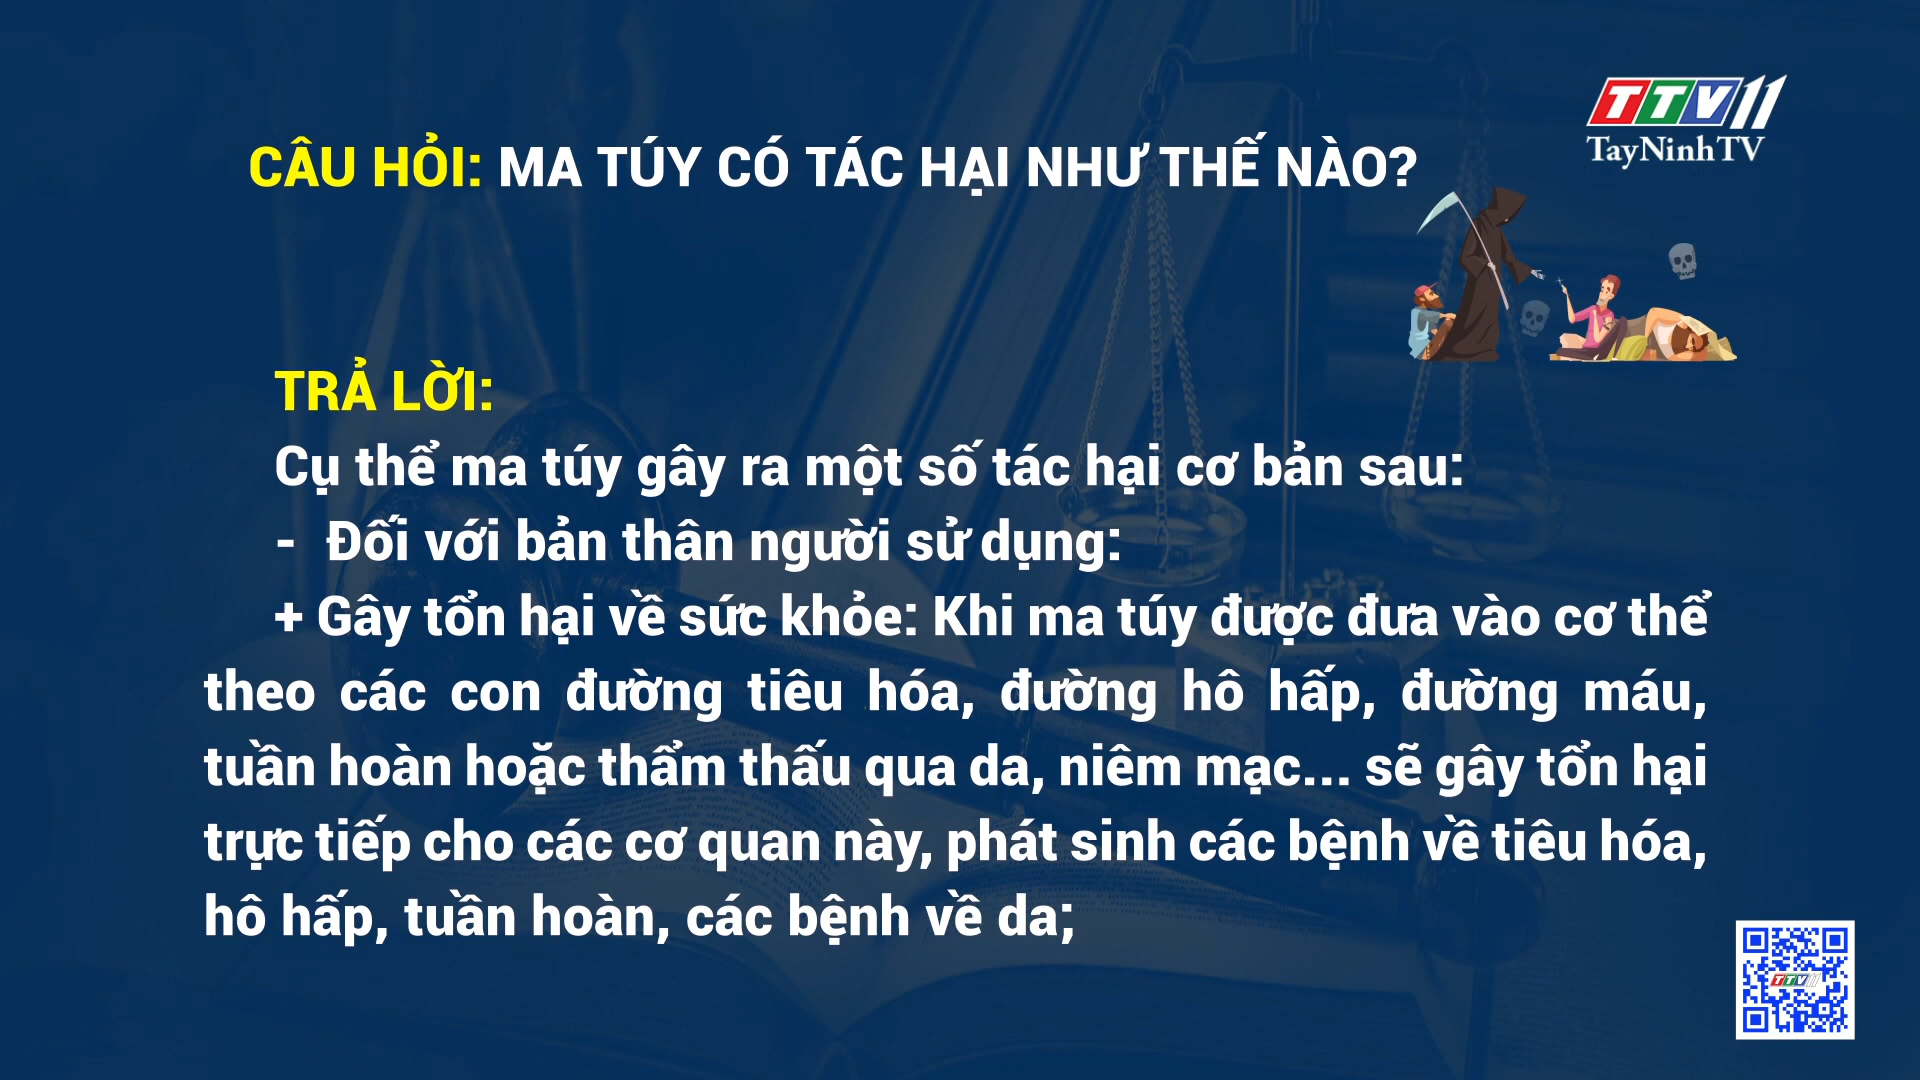 TTV11
TayNinhTV
CÂU HỎI: MA TÚY CÓ TÁC HẠI NHƯ THẾ NÀO?
TRẢ LỜI:
Cụ thể ma túy gây ra một số tác hại cơ bản sau:
- Đối với bản thân người sử dụng:
+ Gây tổn hại về sức khỏe: Khi ma túy được đưa vào cơ thể
theo các con đường tiêu hóa, đường hô hấp, đường máu,
tuần hoàn hoặc thẩm thấu qua da, niêm mạc... sẽ gây tổn hại
trực tiếp cho các cơ quan này, phát sinh các bệnh về tiêu hóa,
hô hấp, tuần hoàn, các bệnh về da;
TTV11